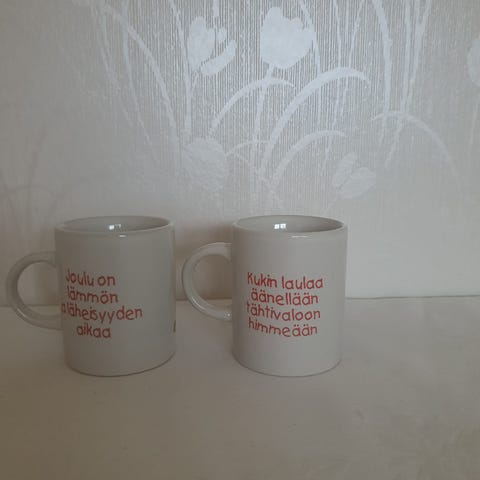 Joulu on
lämmön
ja läheisyyden
aikaa
Kukin laulaa
äänellään
tähtivaloon
himmeään